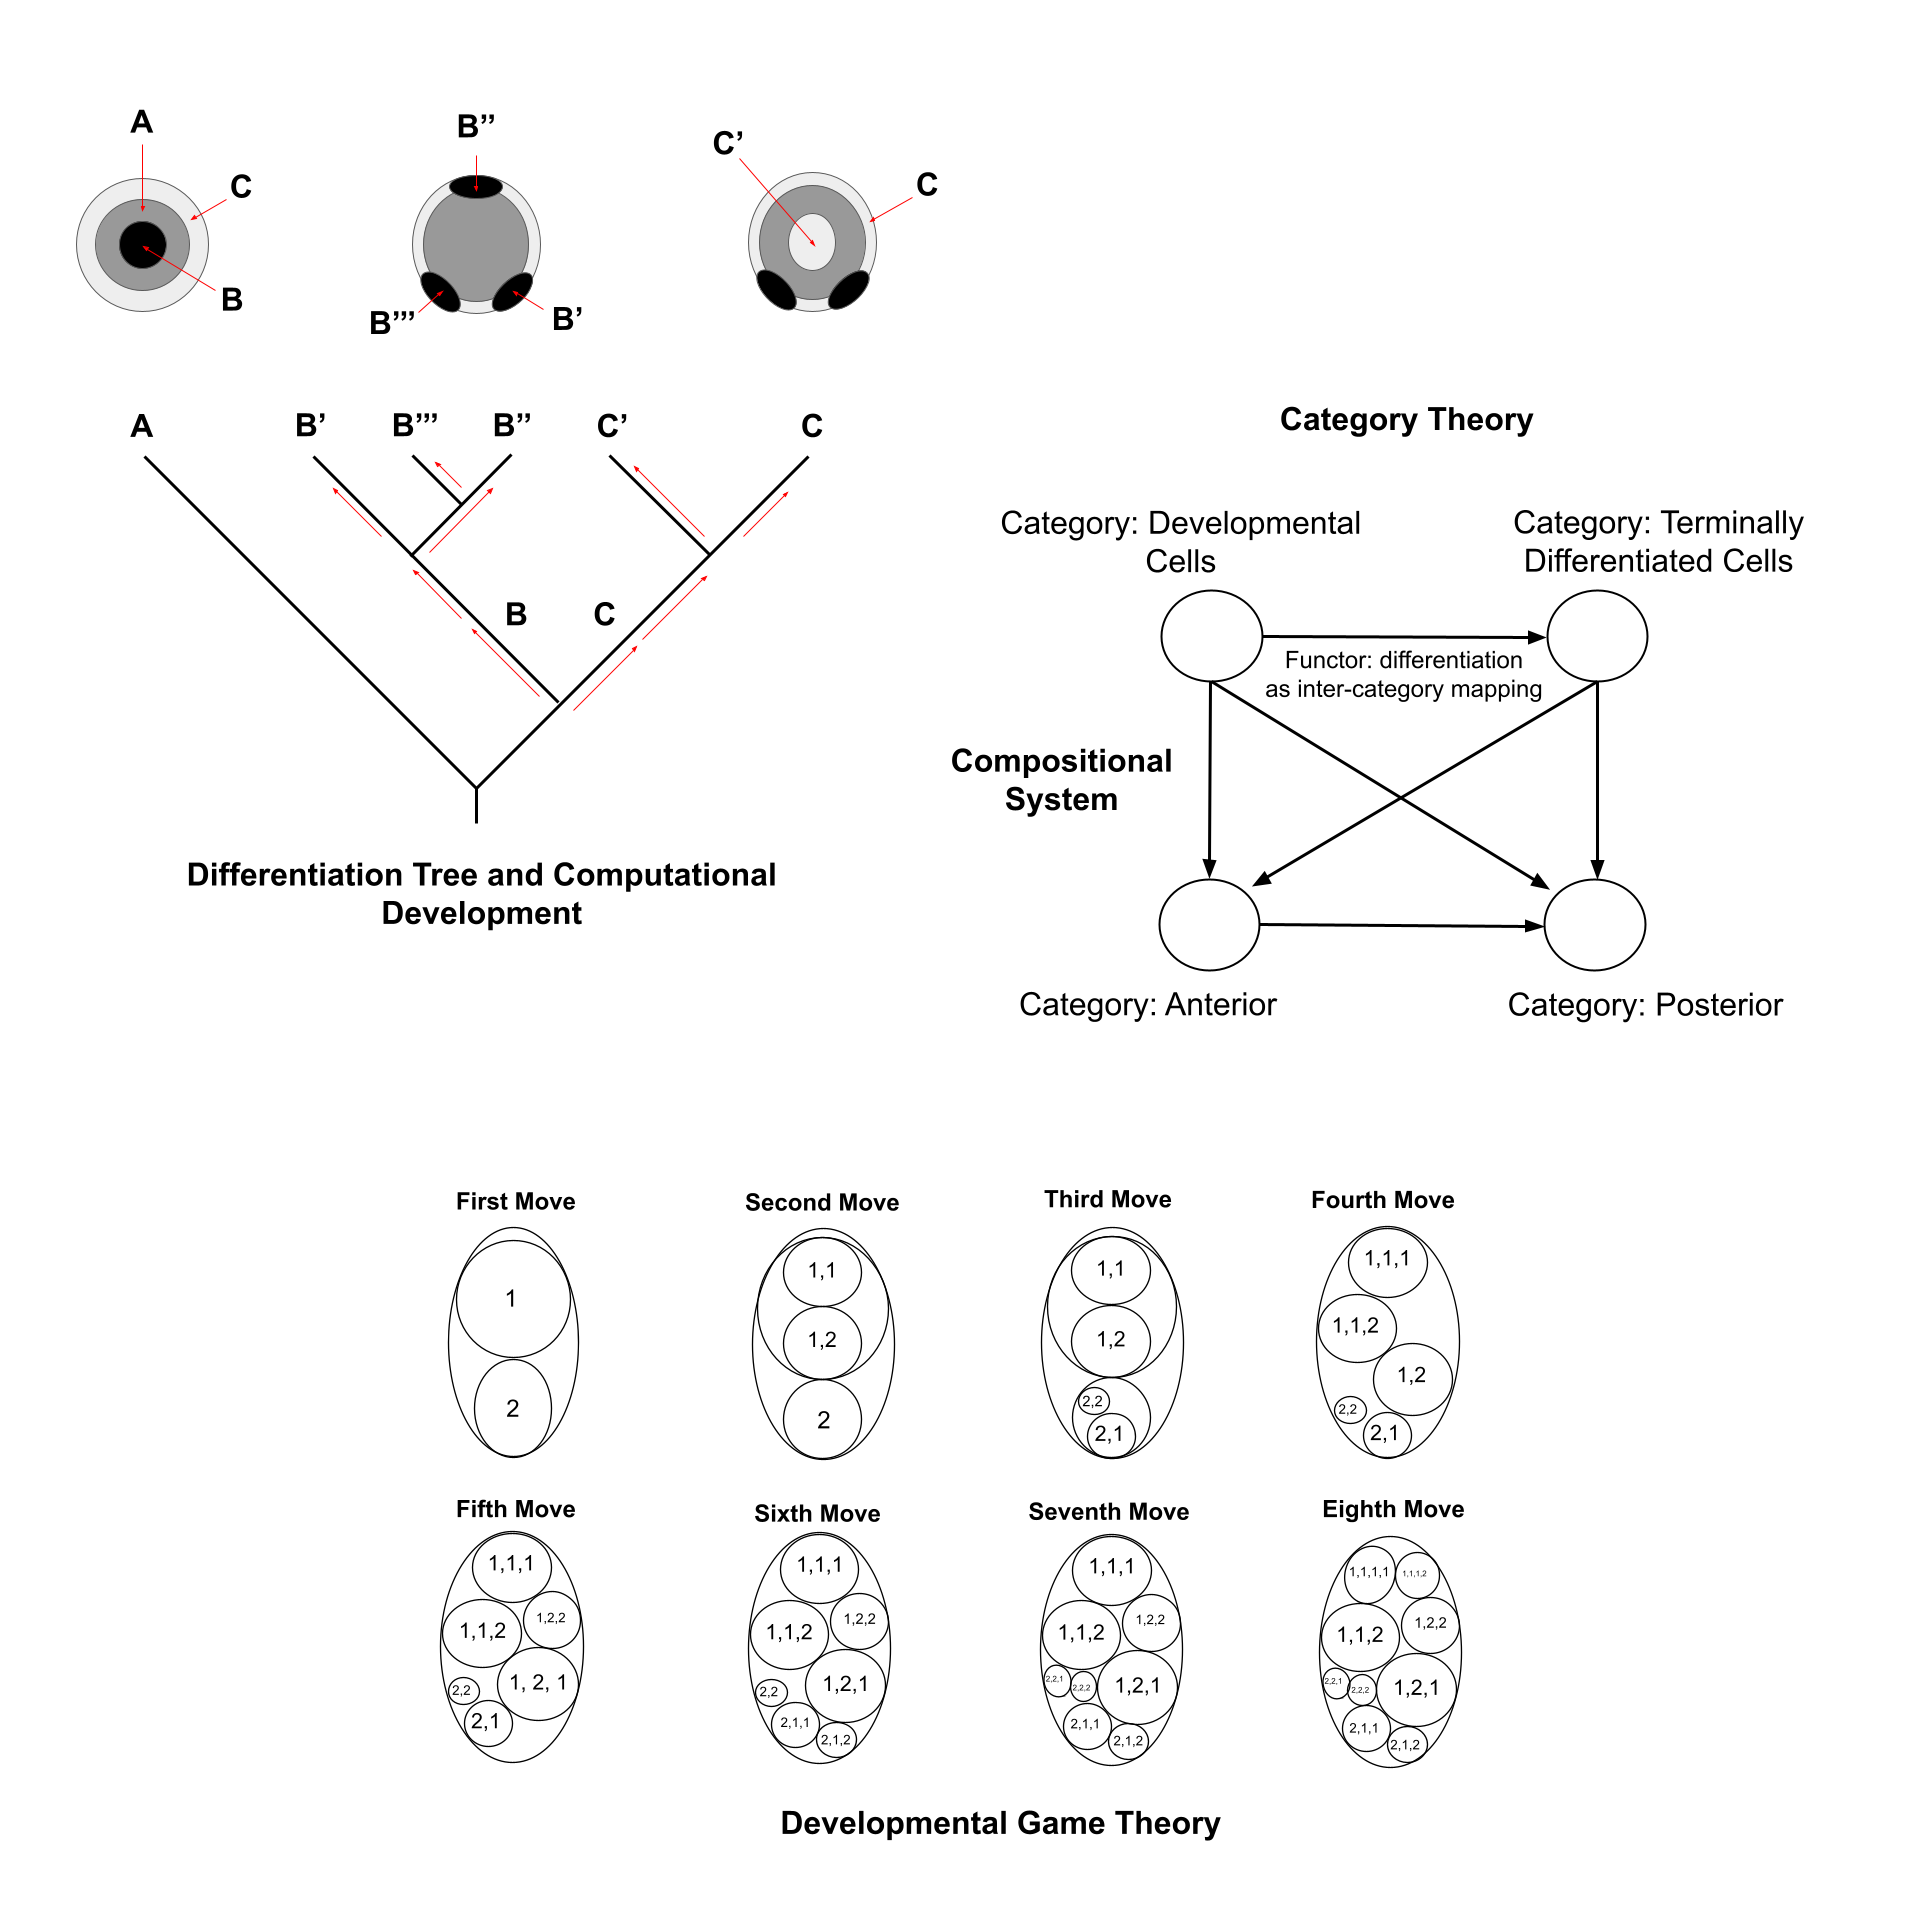 A
C
B
B’’
B’’’
B’
C’
C
A
B’
B’’’
B’’
C’
C
B
C
Differentiation Tree and Computational
Development
Category Theory
Category: Developmental
Cells
Category: Terminally
Differentiated Cells
Functor: differentiation
as inter-category mapping
Compositional
System
Category: Anterior
Category: Posterior
First Move
1
2
Second Move
1,1
1,2
2
Third Move
1,1
1,2
2,2
2,1
Fourth Move
1,1,1
1,1,2
1,2
2,2
2,1
Fifth Move
1,1,1
1,2,2
1,1,2
1, 2, 1
2,2
2,1
Sixth Move
1,1,1
1,2,2
1,1,2
1,2,1
2,2
2,1,1
2,1,2
Seventh Move
1,1,1
1,2,2
1,1,2
2,2,1
2,2,2
1,2,1
2,1,1
2,1,2
Eighth Move
1,1,1,1
1,1,1,2
1,2,2
1,1,2
2,2,1
2,2,2
1,2,1
2,1,1
2,1,2
Developmental Game Theory